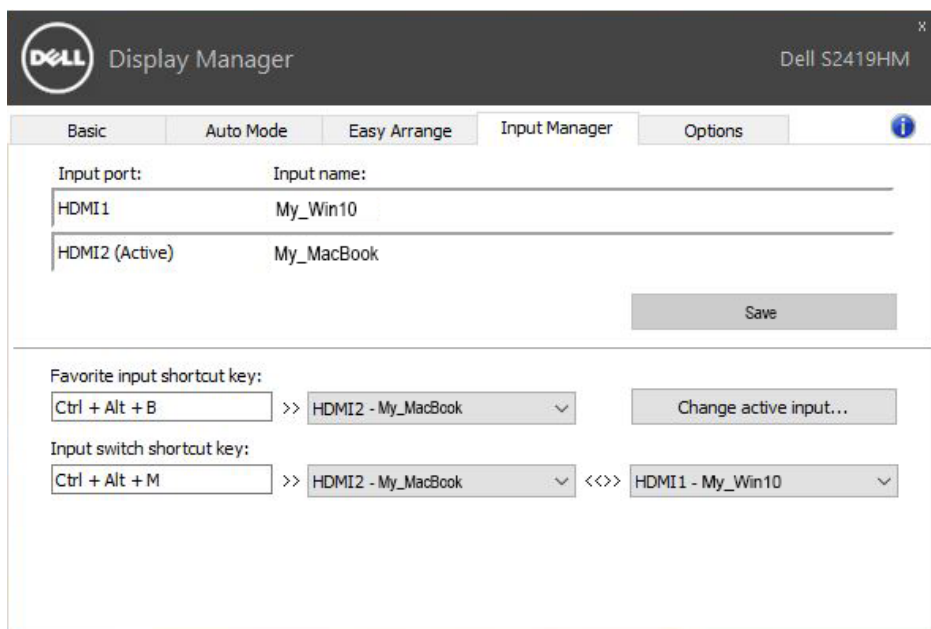 DELL Display Manager Dell S2419HM
x
Basic Auto Mode Easy Arrange Input Manager Options i
Input port: Input name:
HDMI1 My_Win10
HDMI2 (Active) My_MacBook
Save
Favorite input shortcut key:
Ctrl + Alt + B >> HDMI2 - My_MacBook Change active input...
Input switch shortcut key:
Ctrl + Alt + M >> HDMI2 - My_MacBook <<>> HDMI1 - My_Win10